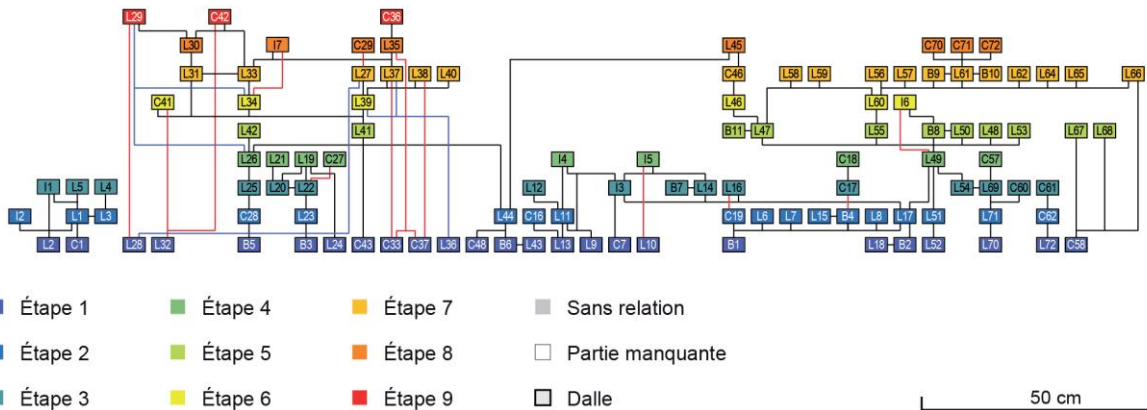 L29 C42 C36
L30 I7 C29 L35 L45 C70 C71 C72
L31 L33 L27 L37 L38 L40 C46 L58 L59 L56 L57 B9 L61 B10 L62 L64 L65 L66
C41 L34 L39 L46 L60 I6
L42 L41 B11 L47 L55 B8 L50 L48 L53 L67 L68
L26 L21 L19 C27 I4 I5 C18 L49 C57
I1 L5 L4 L25 L20 L22 L12 I3 B7 L14 L16 C17 L54 L69 C60 C61
I2 L1 L3 C28 L23 L44 C16 L11 C19 L6 L7 L15 B4 L8 L17 L51 L71 C62
L2 C1 L28 L32 B5 B3 L24 C43 C33 C37 L36 C48 B6 L43 L13 L9 C7 L10 B1 L18 B2 L52 L70 L72 C58
Étape 1 Étape 4 Étape 7 Sans relation
Étape 2 Étape 5 Étape 8 Partie manquante
Étape 3 Étape 6 Étape 9 Dalle 50 cm